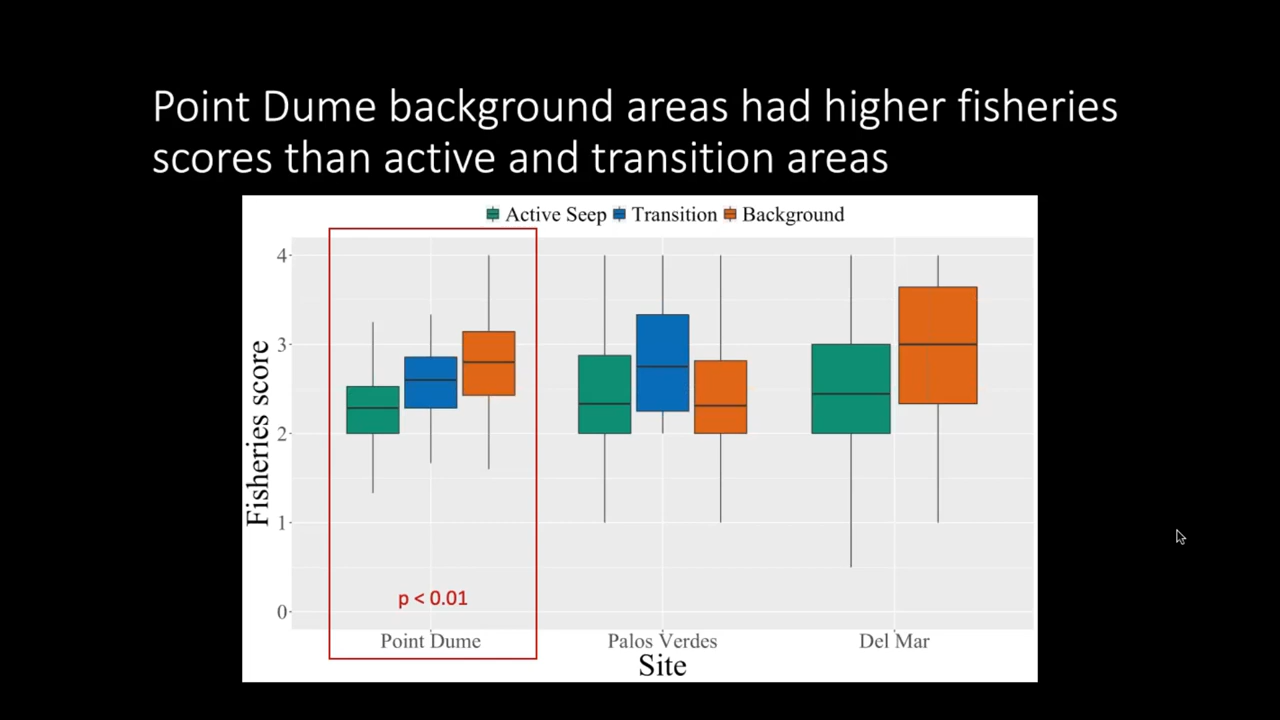 Point Dume background areas had higher fisheries
scores than active and transition areas
Active Seep Transition Background
4
3
2
1
0
Fisheries score
p < 0.01
Point Dume Palos Verdes Del Mar
Site